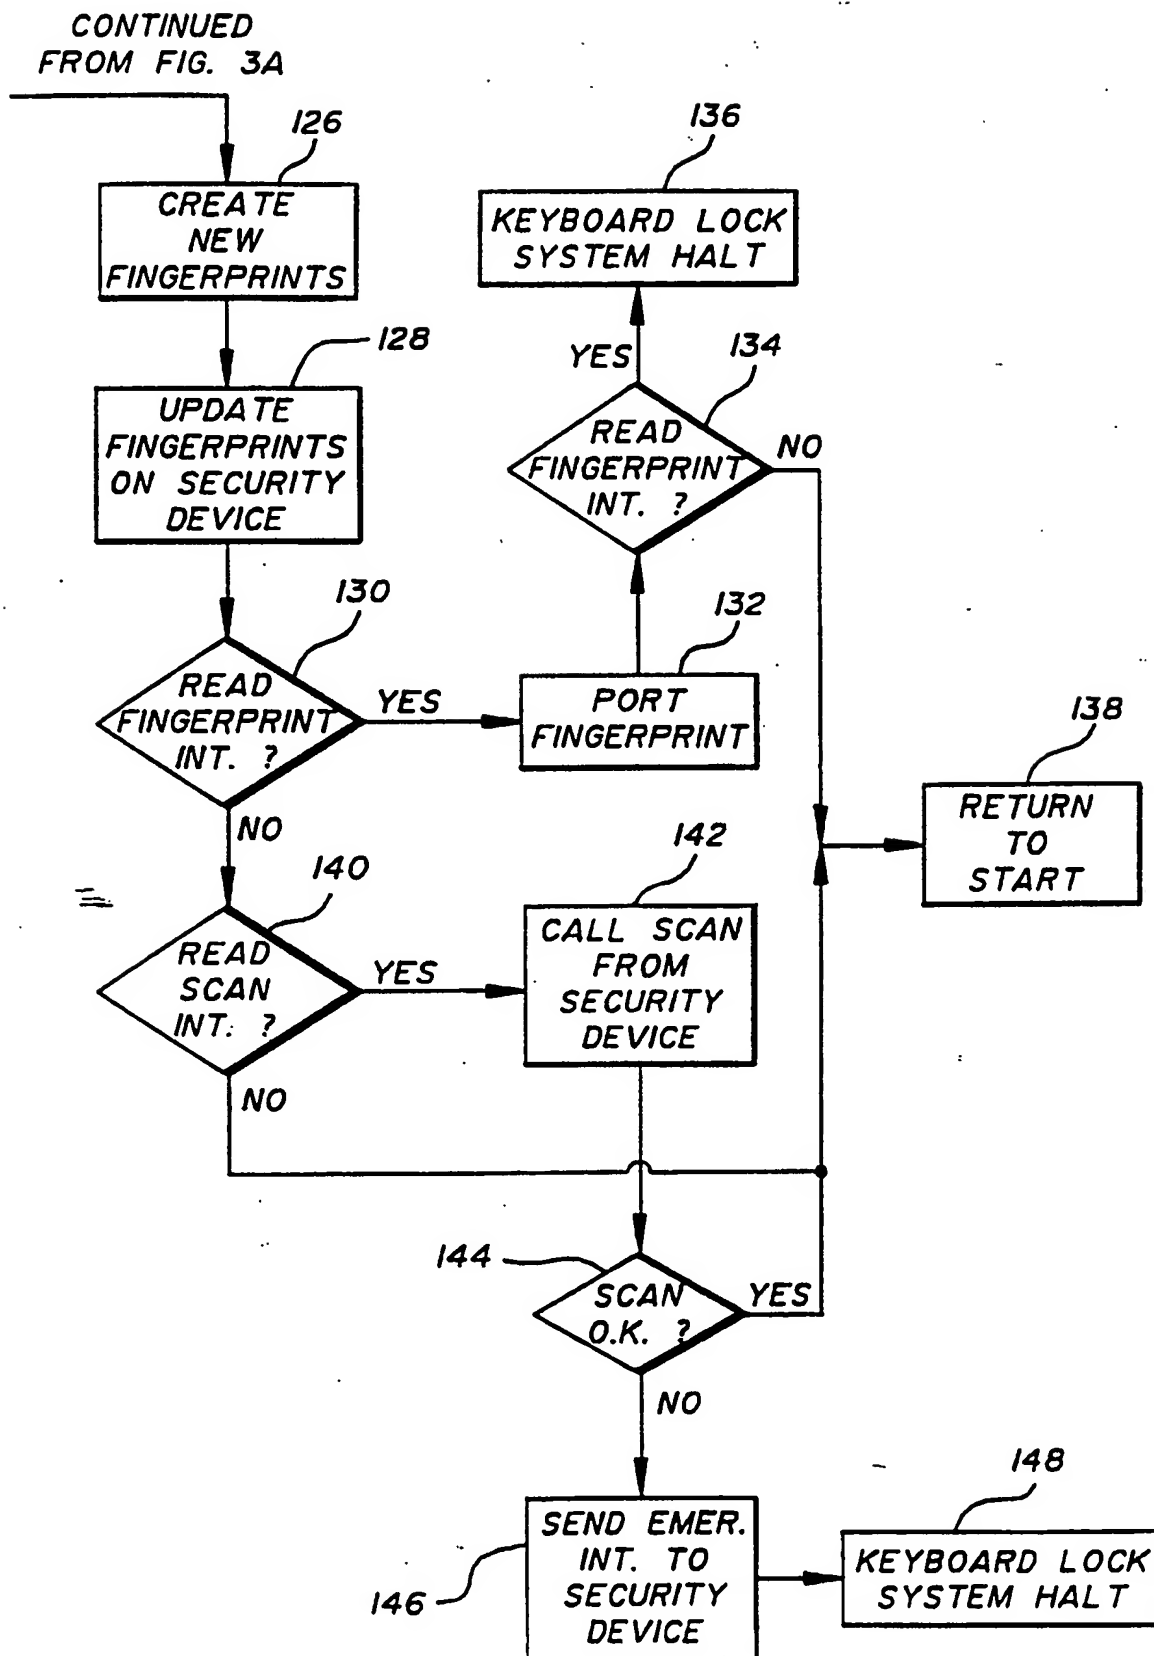 CONTINUED
FROM FIG. 3A
126
CREATE
NEW
FINGERPRINTS
128
UPDATE
FINGERPRINTS
ON SECURITY
DEVICE
130
READ
FINGERPRINT
INT. ?
YES
NO
132
PORT
FINGERPRINT
134
READ
FINGERPRINT
INT. ?
YES
NO
136
KEYBOARD LOCK
SYSTEM HALT
138
RETURN
TO
START
140
READ
SCAN
INT. ?
YES
NO
142
CALL SCAN
FROM
SECURITY
DEVICE
144
SCAN
O.K. ?
YES
NO
146
SEND EMER.
INT. TO
SECURITY
DEVICE
148
KEYBOARD LOCK
SYSTEM HALT